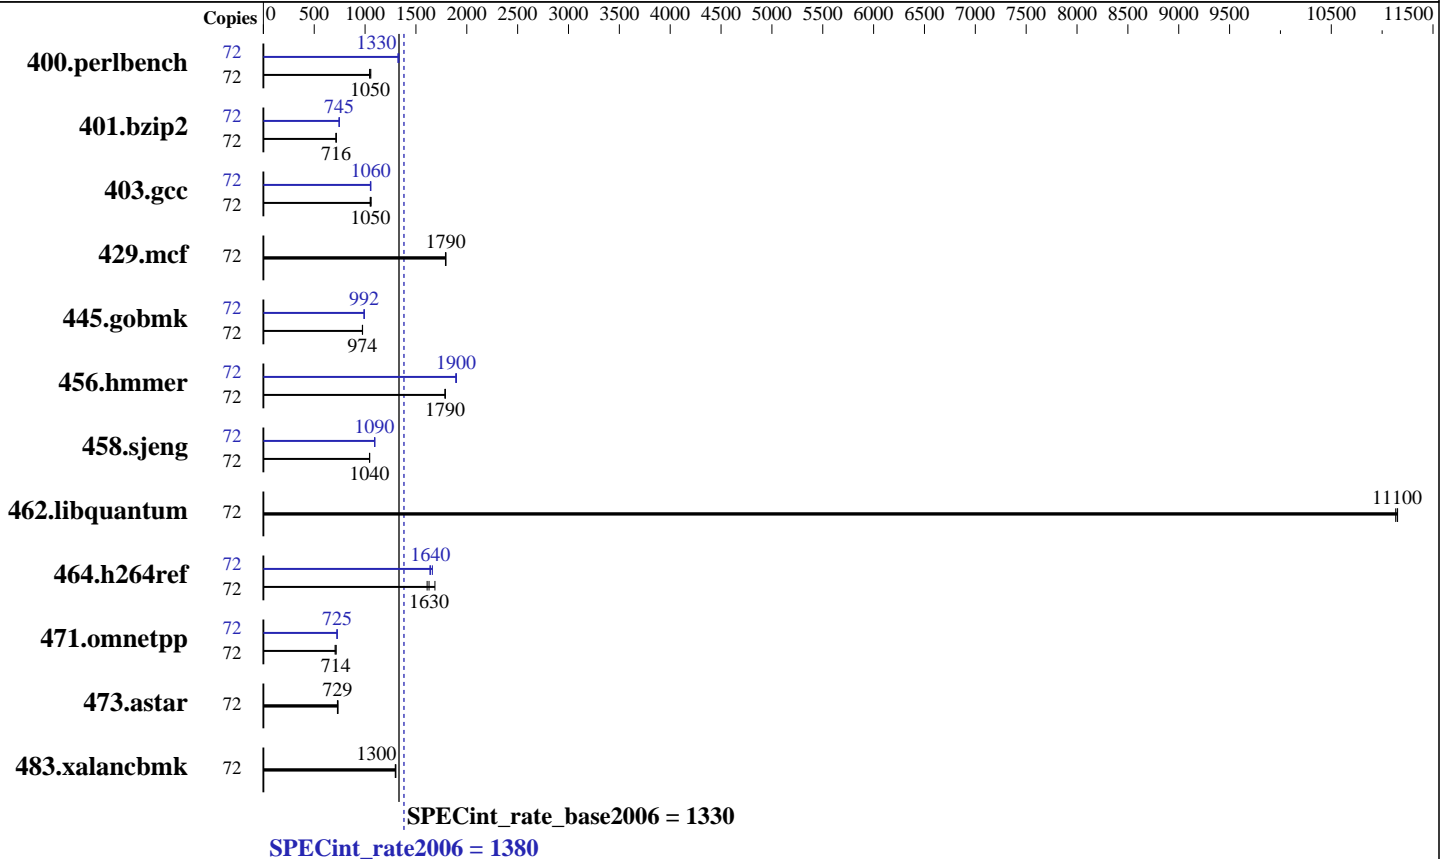 Copies 0 500 1000 1500 2000 2500 3000 3500 4000 4500 5000 5500 6000 6500 7000 7500 8000 8500 9000 9500 10500 11500
400.perlbench 72 1330
72 1050
401.bzip2 72 745
72 716
403.gcc 72 1060
72 1050
429.mcf 72 1790
445.gobmk 72 992
72 974
456.hmmer 72 1900
72 1790
458.sjeng 72 1090
72 1040
462.libquantum 72 11100
464.h264ref 72 1640
72 1630
471.omnetpp 72 725
72 714
473.astar 72 729
483.xalancbmk 72 1300
SPECint_rate_base2006 = 1330
SPECint_rate2006 = 1380